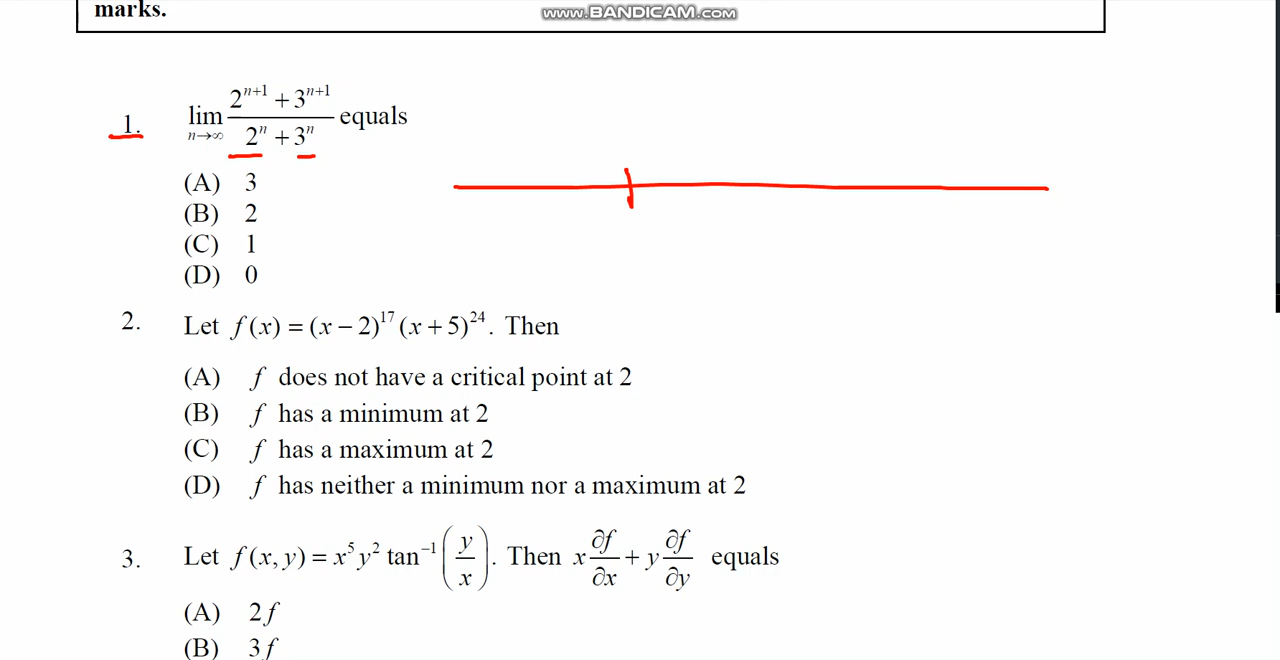 marks.
www.BANDICAM.com
1. lim n→∞ (2^{n+1} + 3^{n+1}) / (2^n + 3^n) equals
(A) 3
(B) 2
(C) 1
(D) 0
2. Let f(x) = (x − 2)^{17} (x + 5)^{24}. Then
(A) f does not have a critical point at 2
(B) f has a minimum at 2
(C) f has a maximum at 2
(D) f has neither a minimum nor a maximum at 2
3. Let f(x, y) = x^5 y^2 tan^{−1}(y/x). Then x ∂f/∂x + y ∂f/∂y equals
(A) 2f
(B) 3f